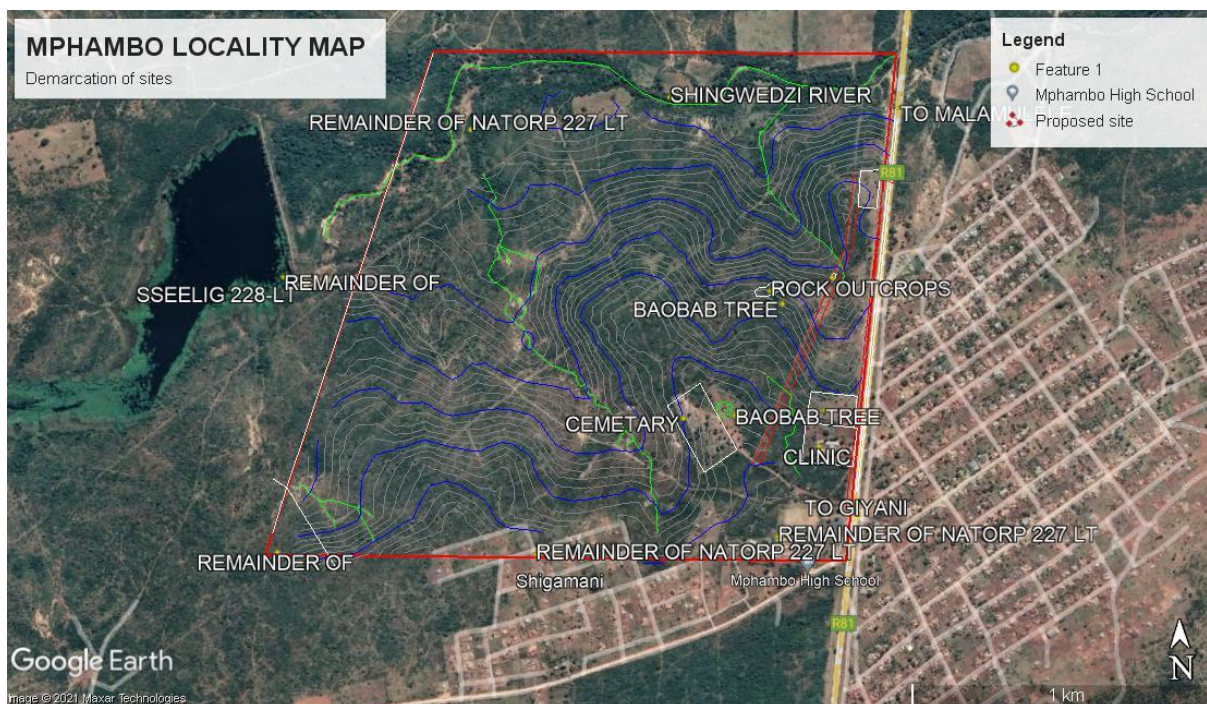 MPHAMBO LOCALITY MAP
Demarcation of sites
Legend
Feature 1
Mphambo High School
Proposed site
SHINGWEDZI RIVER
TO MALAMULELE
REMAINDER OF NATORP 227 LT
R81
REMAINDER OF
SSEELIG 228-LT
ROCK OUTCROPS
BAOBAB TREE
CEMETARY
BAOBAB TREE
CLINIC
TO GIYANI
REMAINDER OF NATORP 227 LT
REMAINDER OF NATORP 227 LT
REMAINDER OF
Shigamani
Mphambo High School
R81
Google Earth
Image © 2021 Maxar Technologies
1 km
N